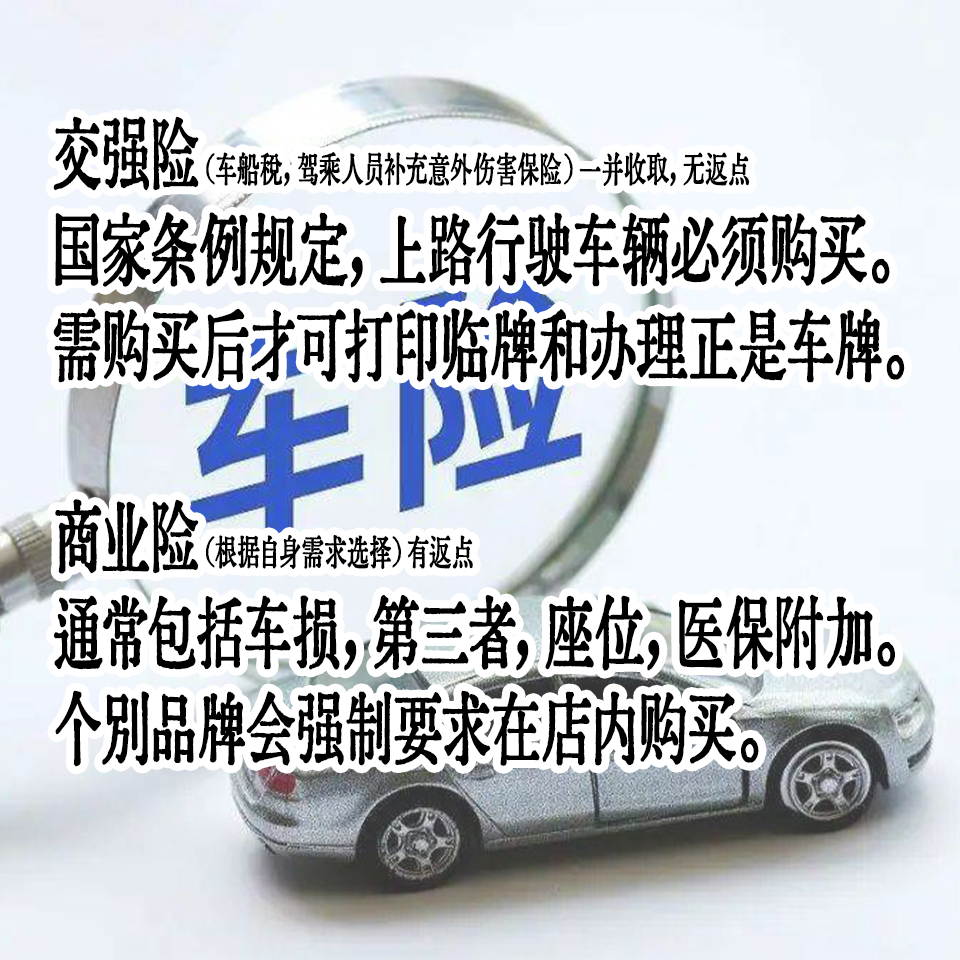 交强险(车船税,驾乘人员补充意外伤害保险)一并收取,无返点
国家条例规定,上路行驶车辆必须购买。
需购买后才可打印临牌和办理正是车牌。
车险
商业险(根据自身需求选择)有返点
通常包括车损,第三者,座位,医保附加。
个别品牌会强制要求在店内购买。